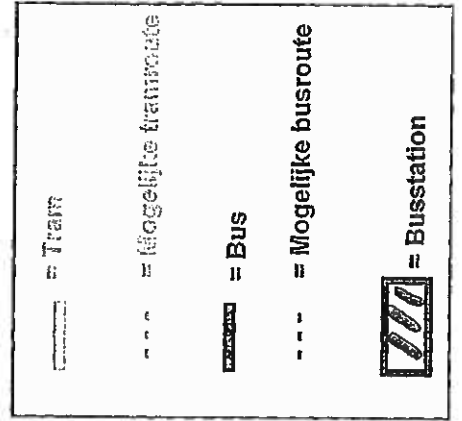 = Tram
= Mogelijke tramroute
= Bus
= Mogelijke busroute
= Busstation